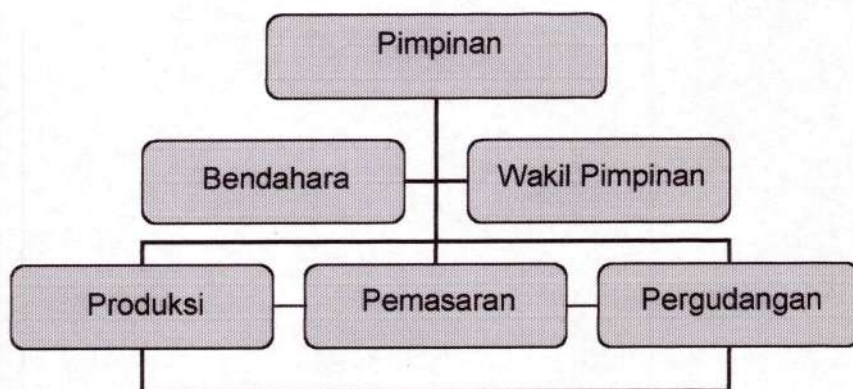 Pimpinan
Bendahara
Wakil Pimpinan
Produksi
Pemasaran
Pergudangan